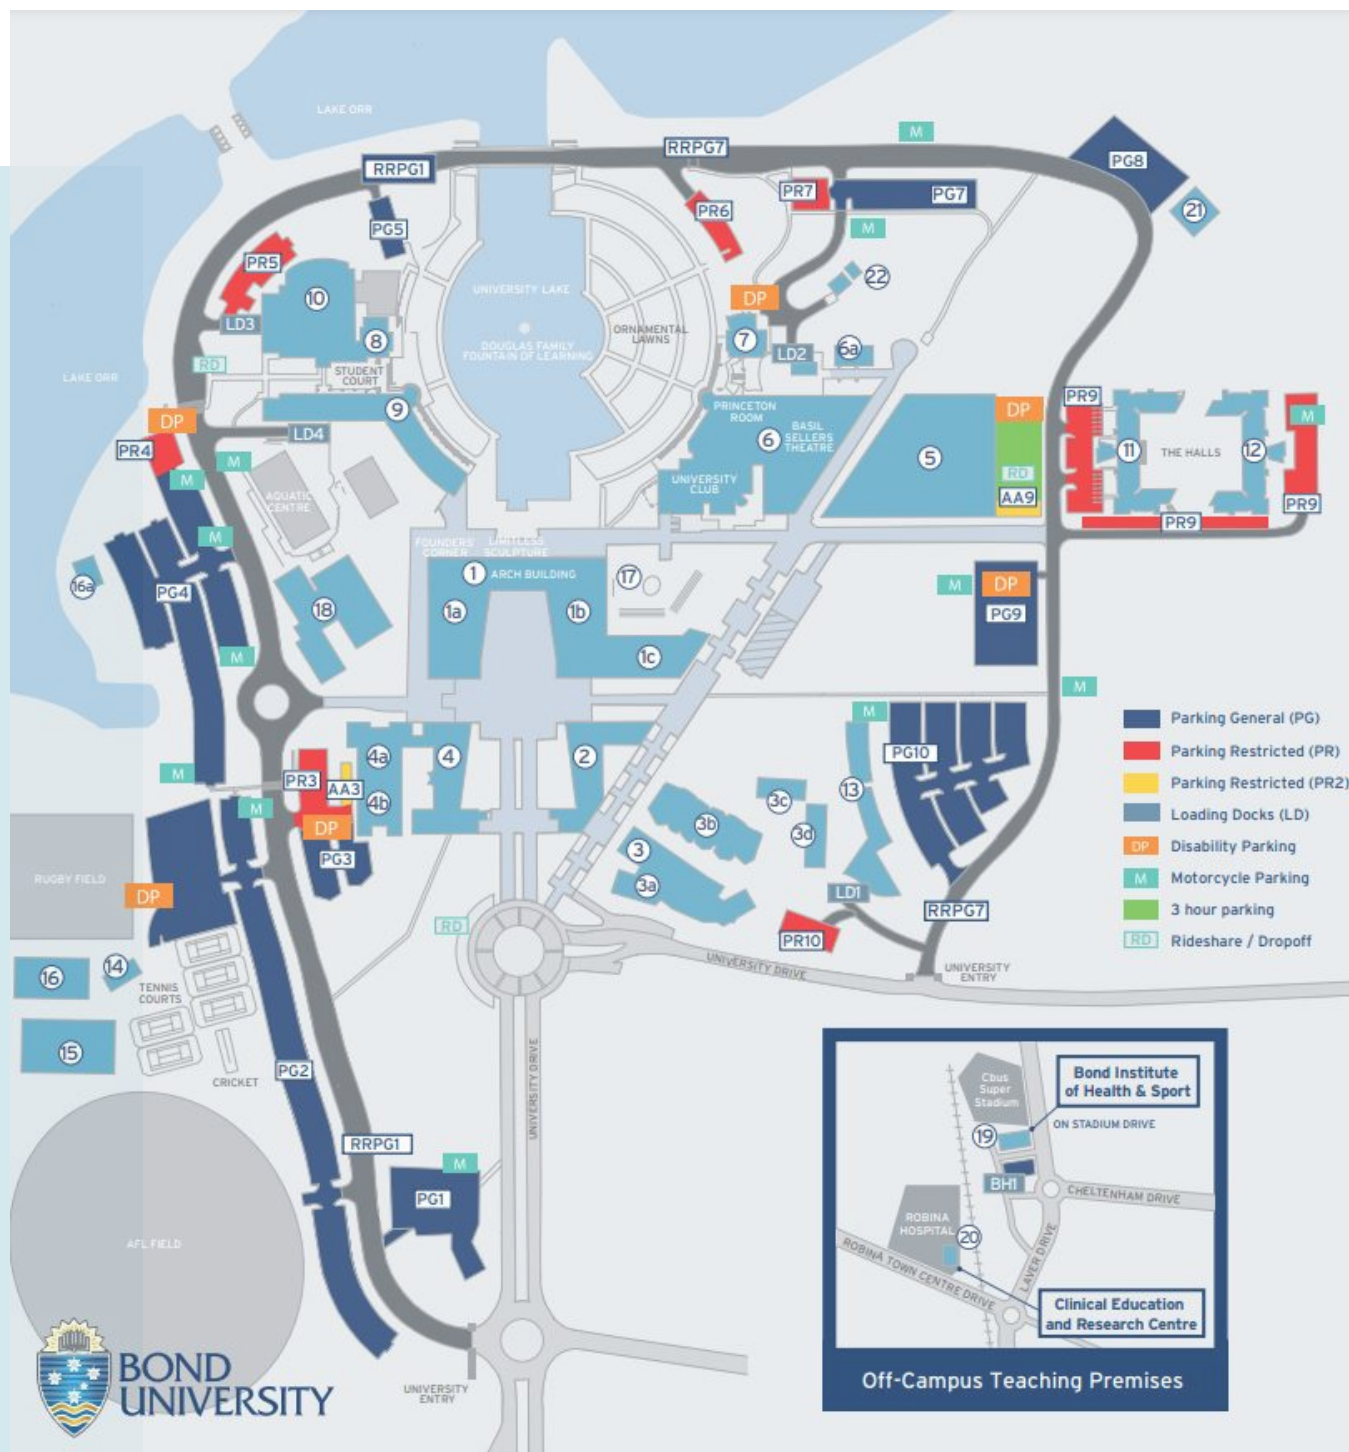 LAKE ORR
M
RRPG7
RRPG1
PG8
PR7
PG7
PR6
21
PG5
M
PR5
22
10
UNIVERSITY LAKE
DP
LD3
ORNAMENTAL
LAWNS
8
7
DOUGLAS FAMILY
FOUNTAIN OF LEARNING
LD2
6a
RD
STUDENT
COURT
LAKE ORR
PR9
9
PRINCETON
ROOM
DP
M
DP
BASIL
SELLERS
THEATRE
6
LD4
PR4
11
THE HALLS
12
M
5
M
UNIVERSITY
CLUB
RD
AQUATIC
CENTRE
AA9
PR9
PR9
M
FOUNDERS'
CORNER
LIMITLESS
SCULPTURE
1
ARCH BUILDING
17
M
DP
16a
PG4
18
1a
1b
PG9
M
1c
M
M
PG10
4a
4
2
M
PR3
AA3
13
3c
4b
M
3b
3d
DP
3
PG3
3a
RUGBY FIELD
DP
LD1
RD
RRPG7
PR10
UNIVERSITY DRIVE
UNIVERSITY
ENTRY
16
14
TENNIS
COURTS
15
PG2
CRICKET
UNIVERSITY DRIVE
RRPG1
M
PG1
AFL FIELD
UNIVERSITY
ENTRY
Parking General (PG)
Parking Restricted (PR)
Parking Restricted (PR2)
Loading Docks (LD)
DP Disability Parking
M Motorcycle Parking
3 hour parking
RD Rideshare / Dropoff
Cbus
Super
Stadium
Bond Institute
of Health & Sport
ON STADIUM DRIVE
19
BH1
CHELTENHAM DRIVE
ROBINA
HOSPITAL
20
LAVER DRIVE
ROBINA TOWN CENTRE DRIVE
Clinical Education
and Research Centre
Off-Campus Teaching Premises
BOND
UNIVERSITY